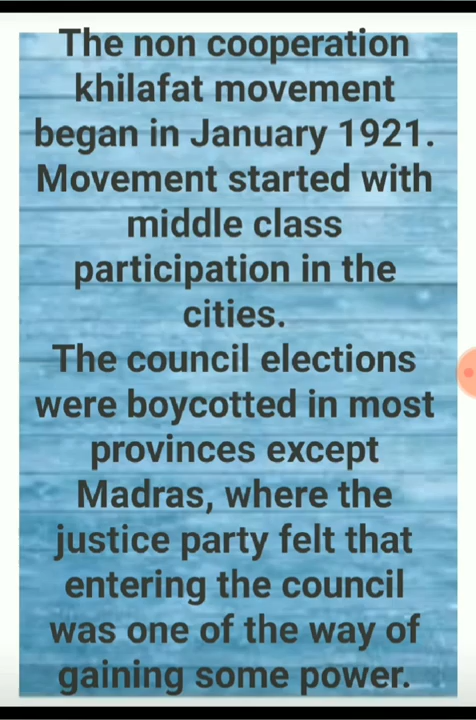 The non cooperation
khilafat movement
began in January 1921.
Movement started with
middle class
participation in the
cities.
The council elections
were boycotted in most
provinces except
Madras, where the
justice party felt that
entering the council
was one of the way of
gaining some power.